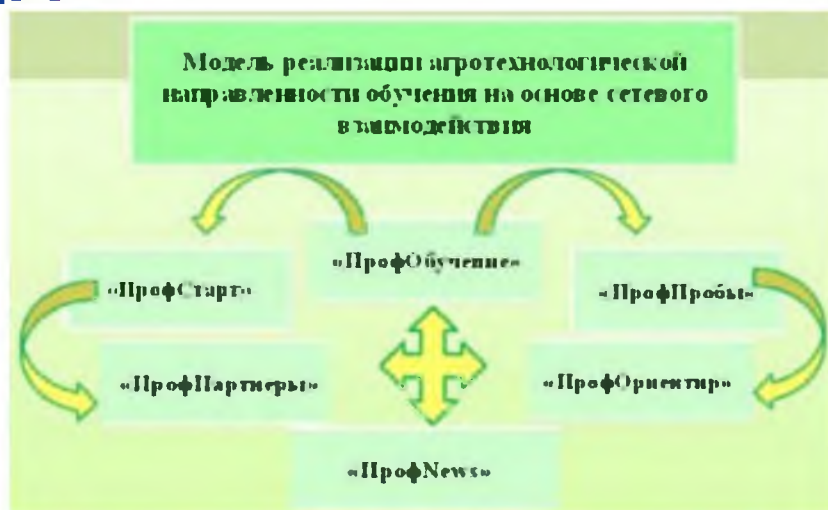 Модель реализации агротехнологической
направленности обучения на основе сетевого
взаимодействия
«ПрофОбучение»
«ПрофСтарт»
«ПрофПробы»
«ПрофПартнеры»
«ПрофОриентир»
«ПрофNews»